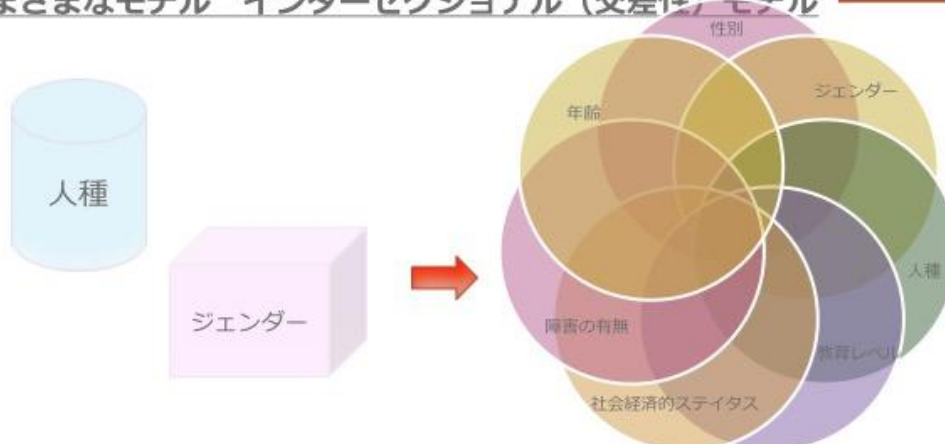 まざまなモデル インターセクショナル（交差性）モデル
性別
年齢
ジェンダー
人種
人種
ジェンダー
障害の有無
教育レベル
社会経済的ステイタス